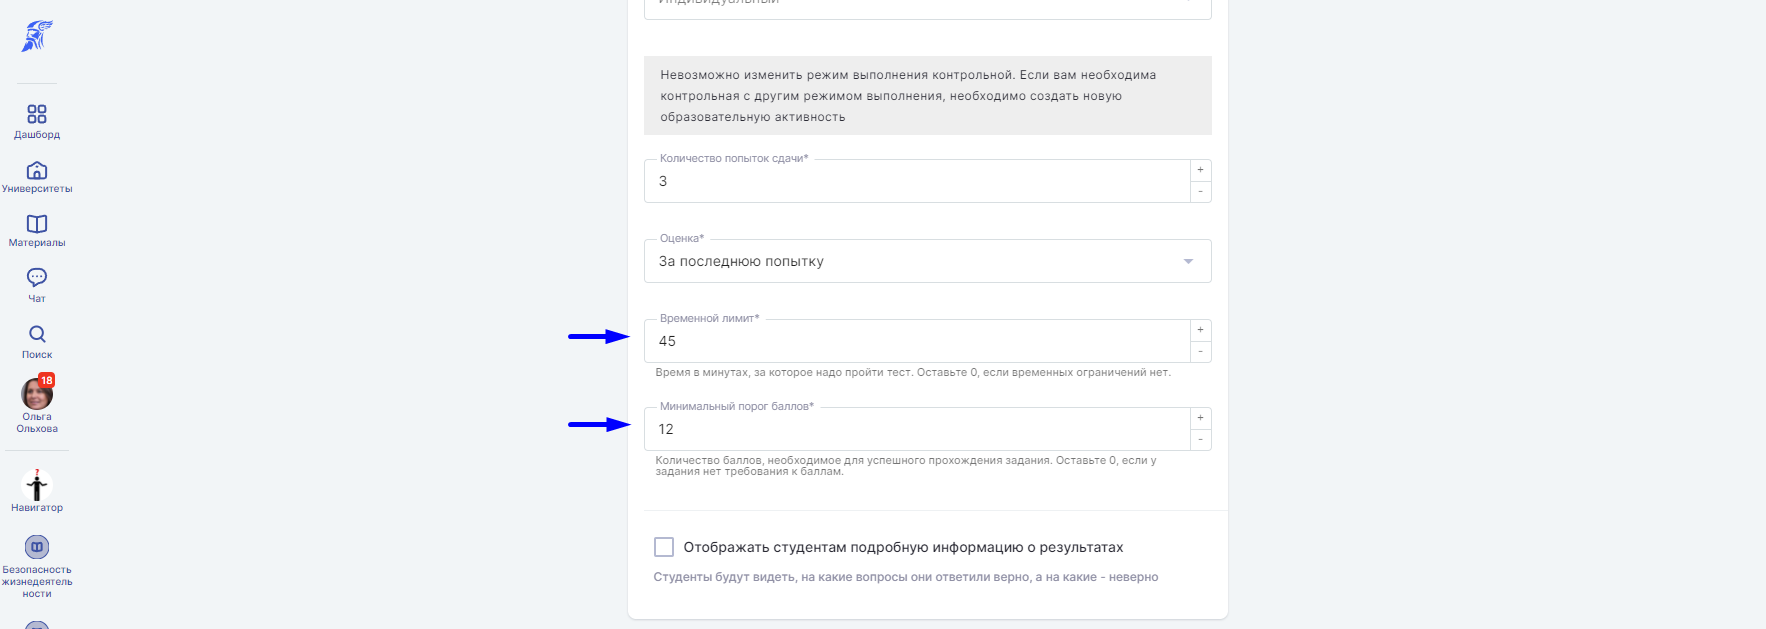 Индивидуальный
Дашборд
Университеты
Материалы
Чат
Поиск
18
Ольга
Ольхова
?
Навигатор
Безопасность
жизнедеятель
ности
Невозможно изменить режим выполнения контрольной. Если вам необходима
контрольная с другим режимом выполнения, необходимо создать новую
образовательную активность
Количество попыток сдачи*
3
+
-
Оценка*
За последнюю попытку
Временной лимит*
45
+
-
Время в минутах, за которое надо пройти тест. Оставьте 0, если временных ограничений нет.
Минимальный порог баллов*
12
+
-
Количество баллов, необходимое для успешного прохождения задания. Оставьте 0, если у
задания нет требования к баллам.
Отображать студентам подробную информацию о результатах
Студенты будут видеть, на какие вопросы они ответили верно, а на какие - неверно